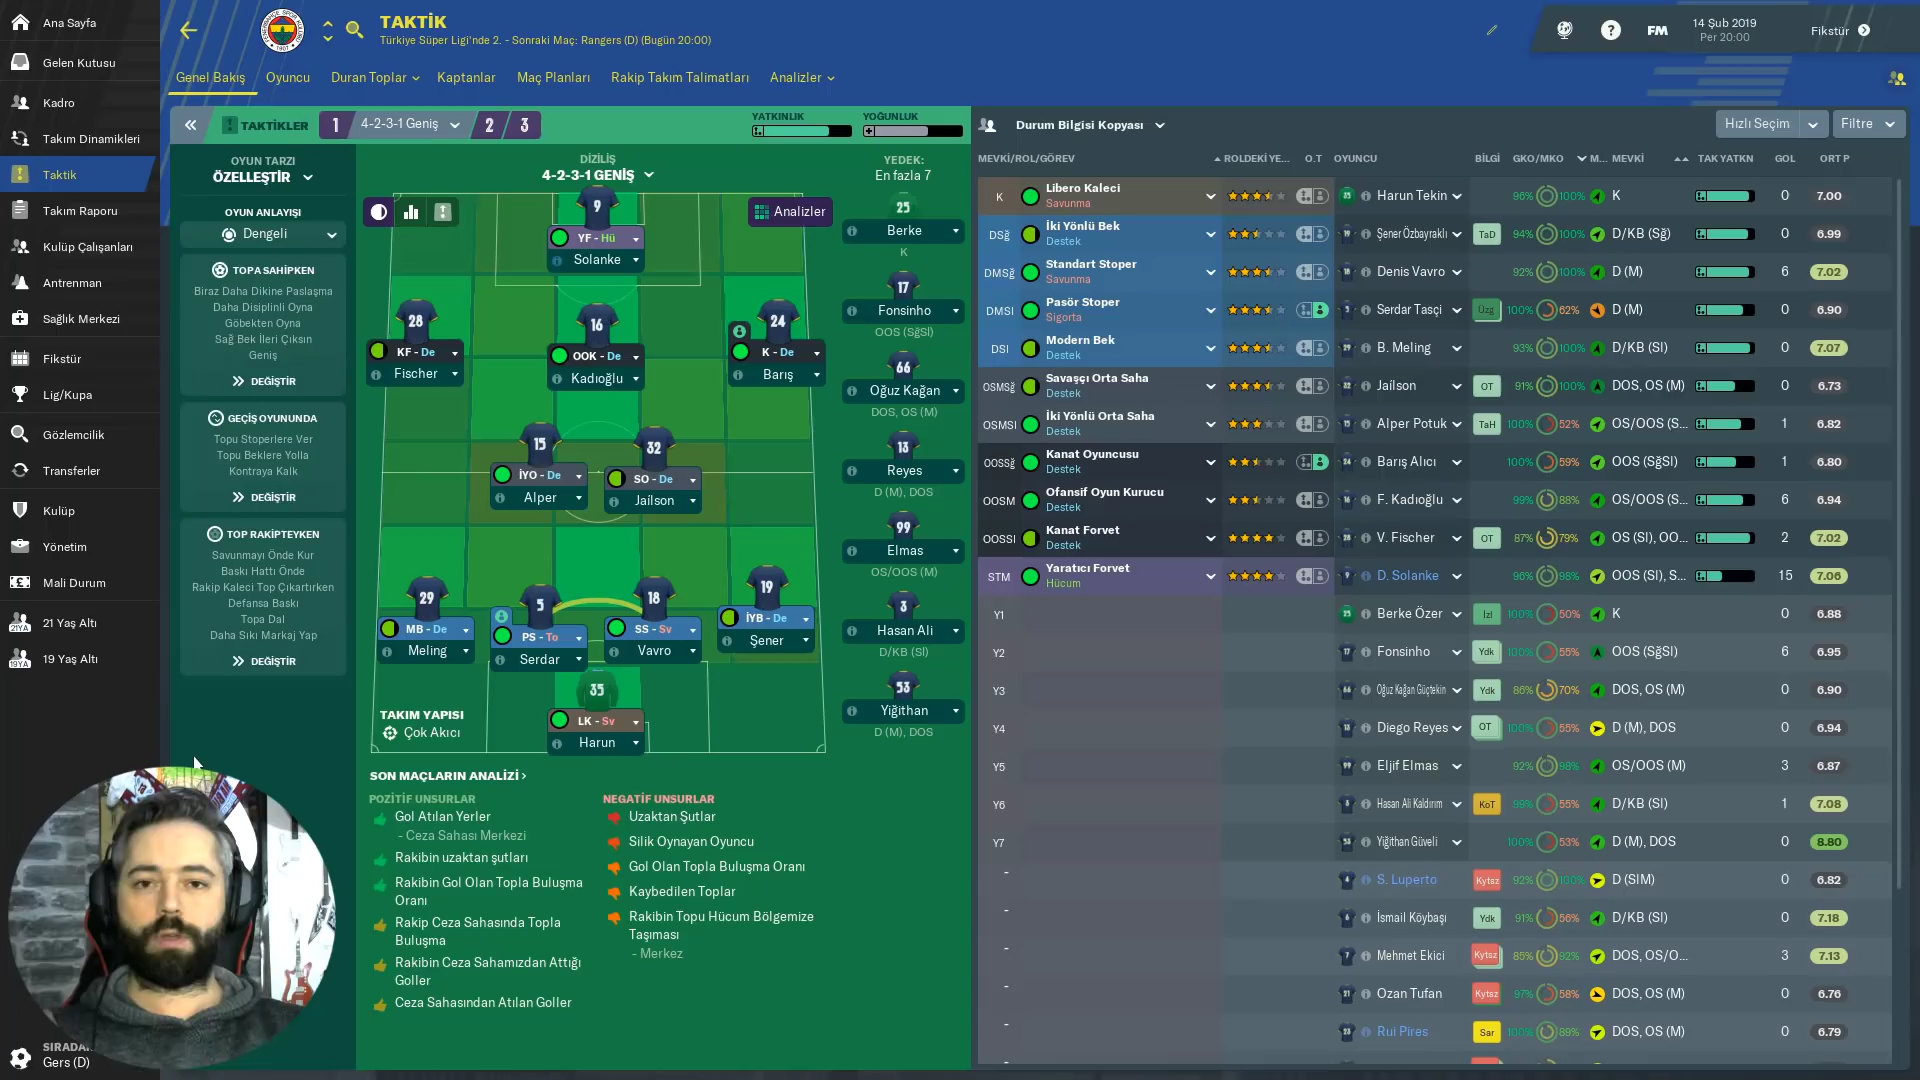 Ana Sayfa
Gelen Kutusu
Kadro
Takım Dinamikleri
Taktik
Takım Raporu
Kulüp Çalışanları
Antrenman
Sağlık Merkezi
Fikstür
Lig/Kupa
Gözlemcilik
Transferler
Kulüp
Yönetim
Mali Durum
21 Yaş Altı
19 Yaş Altı
Gers (D)
TAKTİK
Türkiye Süper Ligi'nde 2. - Sonraki Maç: Rangers (D) (Bugün 20:00)
FM
14 Şub 2019
Per 20:00
Fikstür
Genel Bakış Oyuncu Duran Toplar Kaptanlar Maç Planları Rakip Takım Talimatları Analizler
TAKTİKLER 1 4-2-3-1 Geniş 2 3
YATKINLIK
YOĞUNLUK
OYUN TARZI
ÖZELLEŞTİR
OYUN ANLAYIŞI
Dengeli
TOPA SAHİPKEN
Biraz Daha Dikine Paslaşma
Daha Disiplinli Oyna
Göbekten Oyna
Sağ Bek İleri Çıksın
Geniş
DEĞİŞTİR
GEÇİŞ OYUNUNDA
Topu Stoperlere Ver
Topu Beklere Yolla
Kontraya Kalk
DEĞİŞTİR
TOP RAKİPTEYKEN
Savunmayı Önde Kur
Baskı Hattı Önde
Rakip Kaleci Top Çıkartırken
Defansa Baskı
Topa Dal
Daha Sıkı Markaj Yap
DEĞİŞTİR
DİZİLİŞ
4-2-3-1 GENİŞ
Analizler
9
YF - Hü
Solanke
28
KF - De
Fischer
16
OOK - De
Kadıoğlu
24
K - De
Barış
15
İYO - De
Alper
32
SO - De
Jaílson
29
MB - De
Meling
5
PS - To
Serdar
18
SS - Sv
Vavro
19
İYB - De
Şener
35
LK - Sv
Harun
TAKIM YAPISI
Çok Akıcı
YEDEK:
En fazla 7
25
Berke
K
17
Fonsinho
OOS (SğSl)
66
Oğuz Kağan
DOS, OS (M)
13
Reyes
D (M), DOS
99
Elmas
OS/OOS (M)
3
Hasan Ali
D/KB (Sl)
53
Yiğithan
D (M), DOS
SON MAÇLARIN ANALİZİ ›
POZİTİF UNSURLAR
Gol Atılan Yerler
- Ceza Sahası Merkezi
Rakibin uzaktan şutları
Rakibin Gol Olan Topla Buluşma
Oranı
Rakip Ceza Sahasında Topla
Buluşma
Rakibin Ceza Sahamızdan Attığı
Goller
Ceza Sahasından Atılan Goller
NEGATİF UNSURLAR
Uzaktan Şutlar
Silik Oynayan Oyuncu
Gol Olan Topla Buluşma Oranı
Kaybedilen Toplar
Rakibin Topu Hücum Bölgemize
Taşıması
- Merkez
Durum Bilgisi Kopyası
Hızlı Seçim
Filtre
MEVKİ/ROL/GÖREV ROLDEKİ YE... O.T OYUNCU BİLGİ GKO/MKO M... MEVKİ TAK YATKN GOL ORT P
K Libero Kaleci Savunma Harun Tekin 96% 100% K 0 7.00
DSğ İki Yönlü Bek Destek Şener Özbayraklı TaD 94% 100% D/KB (Sğ) 0 6.99
DMSğ Standart Stoper Savunma Denis Vavro 92% 100% D (M) 6 7.02
DMSl Pasör Stoper Sigorta Serdar Tasçi Üzg 100% 62% D (M) 0 6.90
DSl Modern Bek Destek B. Meling 93% 100% D/KB (Sl) 0 7.07
OSMSğ Savaşçı Orta Saha Destek Jaílson OT 91% 100% DOS, OS (M) 0 6.73
OSMSl İki Yönlü Orta Saha Destek Alper Potuk TaH 100% 52% OS/OOS (S... 1 6.82
OOSSğ Kanat Oyuncusu Destek Barış Alıcı 100% 59% OOS (SğSl) 1 6.80
OOSM Ofansif Oyun Kurucu Destek F. Kadıoğlu 99% 88% OS/OOS (S... 6 6.94
OOSSl Kanat Forvet Destek V. Fischer OT 87% 79% OS (Sl), OO... 2 7.02
STM Yaratıcı Forvet Hücum D. Solanke 96% 98% OOS (Sl), S... 15 7.06
Y1 Berke Özer İzl 100% 50% K 0 6.88
Y2 Fonsinho Ydk 100% 55% OOS (SğSl) 6 6.95
Y3 Oğuz Kağan Güçtekin Ydk 86% 70% DOS, OS (M) 0 6.90
Y4 Diego Reyes OT 100% 55% D (M), DOS 0 6.94
Y5 Eljif Elmas 92% 98% OS/OOS (M) 3 6.87
Y6 Hasan Ali Kaldırım KoT 99% 55% D/KB (Sl) 1 7.08
Y7 Yiğithan Güveli 100% 53% D (M), DOS 0 8.80
- S. Luperto Kytsz 92% 100% D (SlM) 0 6.82
- İsmail Köybaşı Ydk 91% 56% D/KB (Sl) 0 7.18
- Mehmet Ekici Kytsz 85% 92% DOS, OS/O... 3 7.13
- Ozan Tufan Kytsz 97% 58% DOS, OS (M) 0 6.76
- Rui Pires Sar 100% 89% DOS, OS (M) 0 6.79